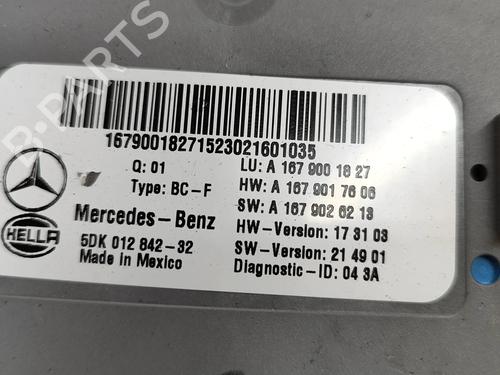 B-PARTS
16790018271523021601035
Q: 01
Type: BC-F
Mercedes-Benz
HELLA
5DK 012 842-32
Made in Mexico
LU: A 167 900 18 27
HW: A 167 901 76 06
SW: A 167 902 62 13
HW-Version: 17 31 03
SW-Version: 21 49 01
Diagnostic-ID: 04 3A